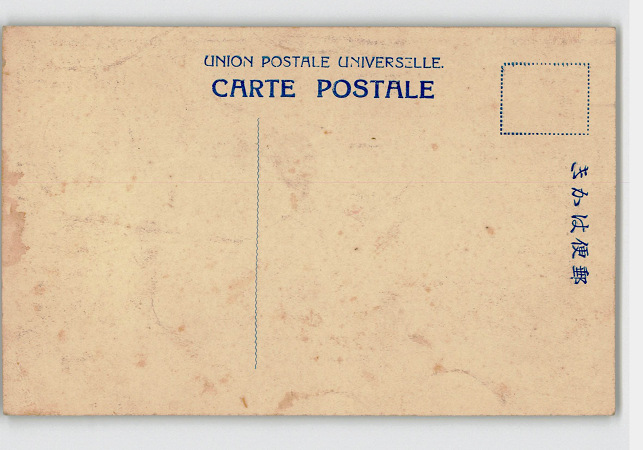 UNION POSTALE UNIVERSELLE.
CARTE POSTALE
郵便はかき